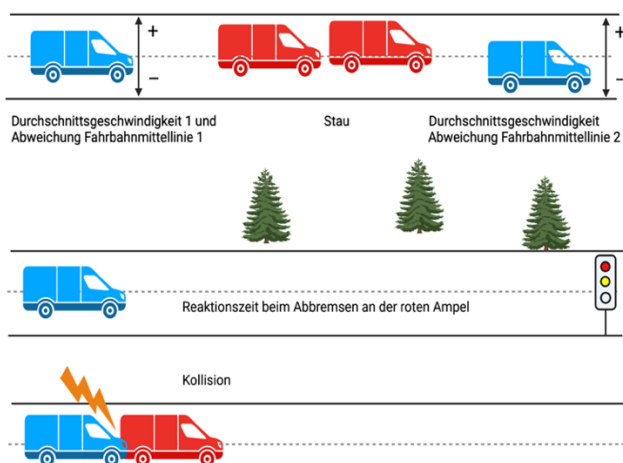 +
+
–
–
Durchschnittsgeschwindigkeit 1 und
Abweichung Fahrbahnmittellinie 1
Stau
Durchschnittsgeschwindigkeit
Abweichung Fahrbahnmittellinie 2
Reaktionszeit beim Abbremsen an der roten Ampel
Kollision